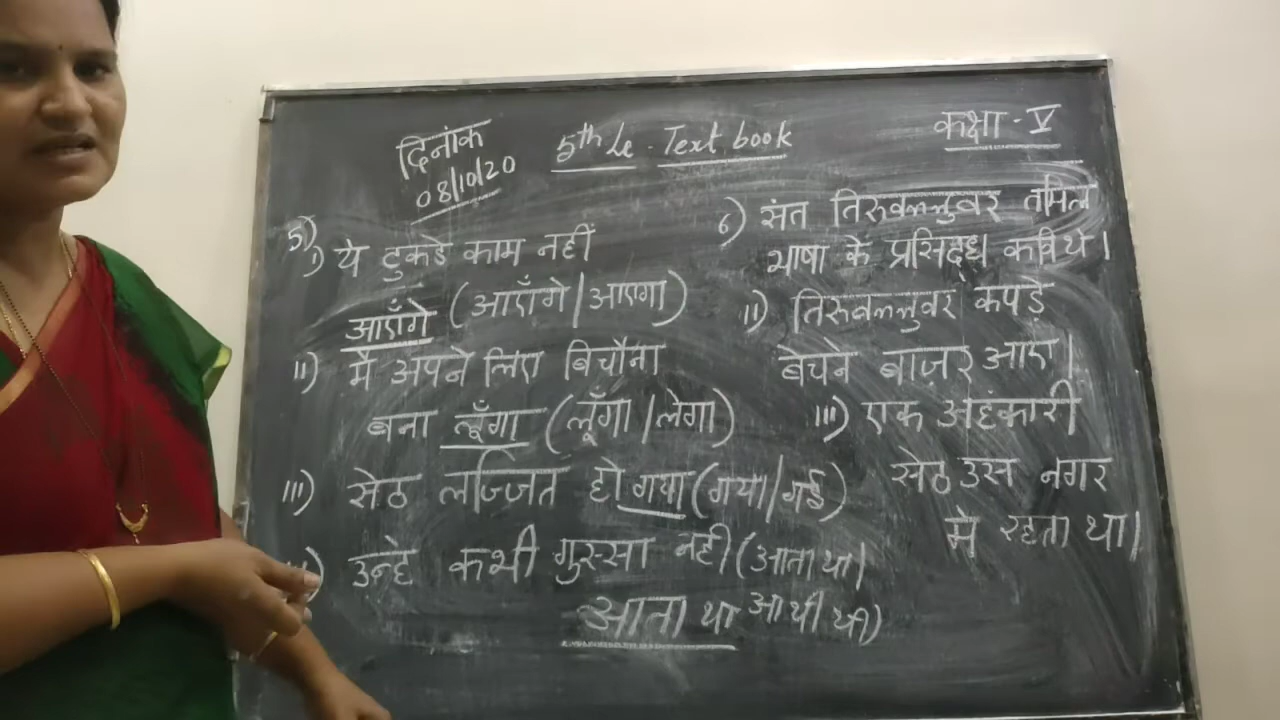 दिनांक
08/10/20
5th Le. Text book
कक्षा - V
5) i) ये टुकडे काम नहीं
आएँगे (आएँगे/आएगा)
ii) मैं अपने लिए बिचौना
बना लूँगा (लूँगा/लेगा)
iii) सेठ लज्जित हो गया (गया/गई)
उन्हे कभी गुस्सा नही (आता था/
आता था आयी थी)
6) संत तिरुवल्लुवर तमिल
भाषा के प्रसिद्ध कवि थे।
ii) तिरुवल्लुवर कपडे
बेचने बाज़ार आए।
iii) एक अहंकारी
सेठ उस नगर
मे रहता था।